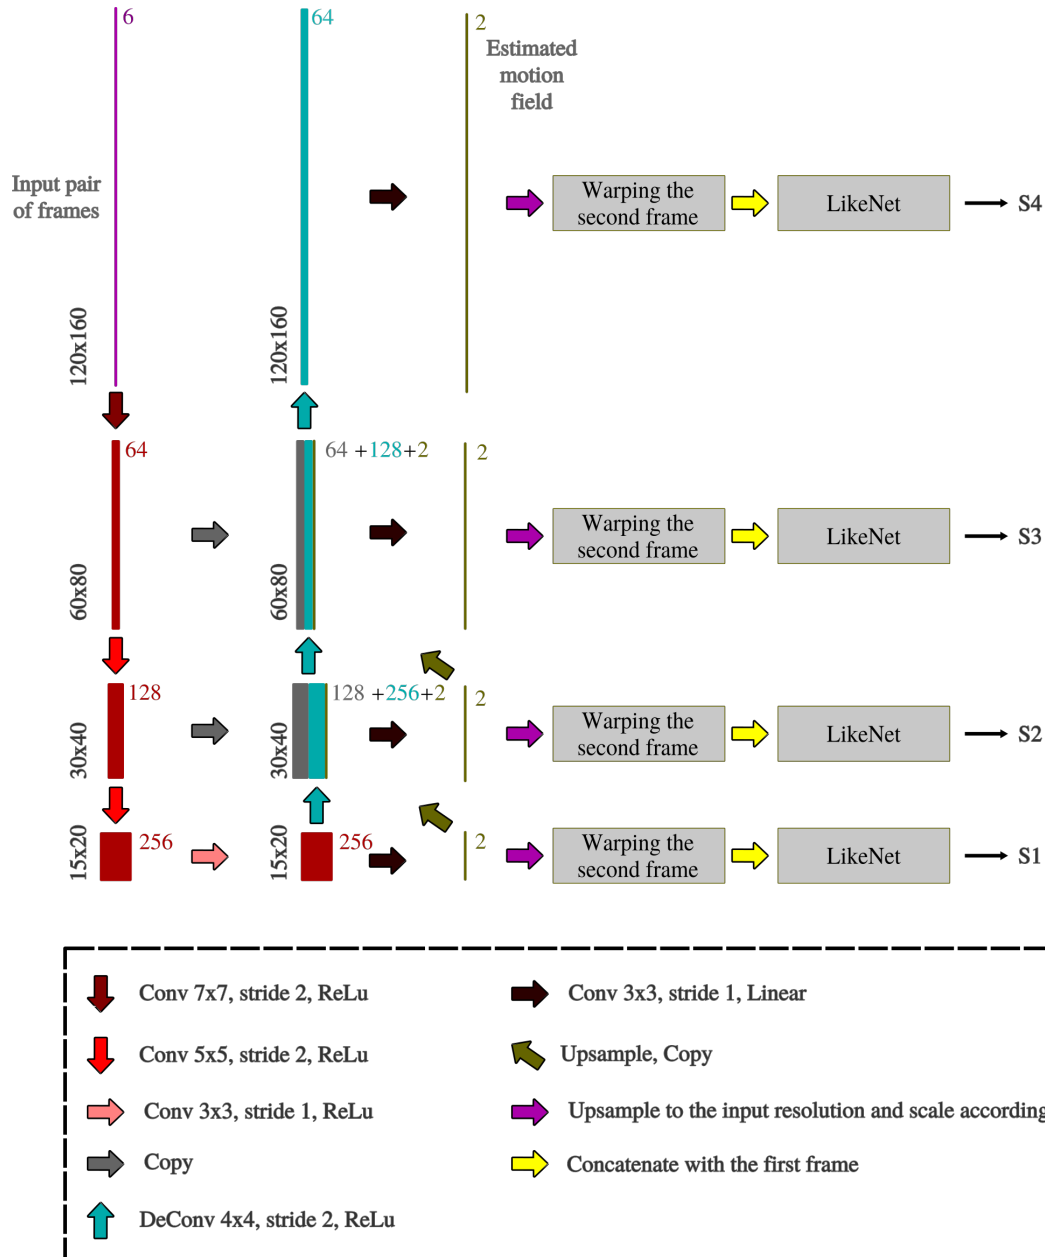 6
64
2
Estimated
motion
field
Input pair
of frames
120x160
120x160
Warping the
second frame
LikeNet
S4
64
64 +128+2
2
60x80
60x80
Warping the
second frame
LikeNet
S3
128
128 +256+2
2
30x40
30x40
Warping the
second frame
LikeNet
S2
256
256
2
15x20
15x20
Warping the
second frame
LikeNet
S1
Conv 7x7, stride 2, ReLu
Conv 3x3, stride 1, Linear
Conv 5x5, stride 2, ReLu
Upsample, Copy
Conv 3x3, stride 1, ReLu
Upsample to the input resolution and scale according
Copy
Concatenate with the first frame
DeConv 4x4, stride 2, ReLu